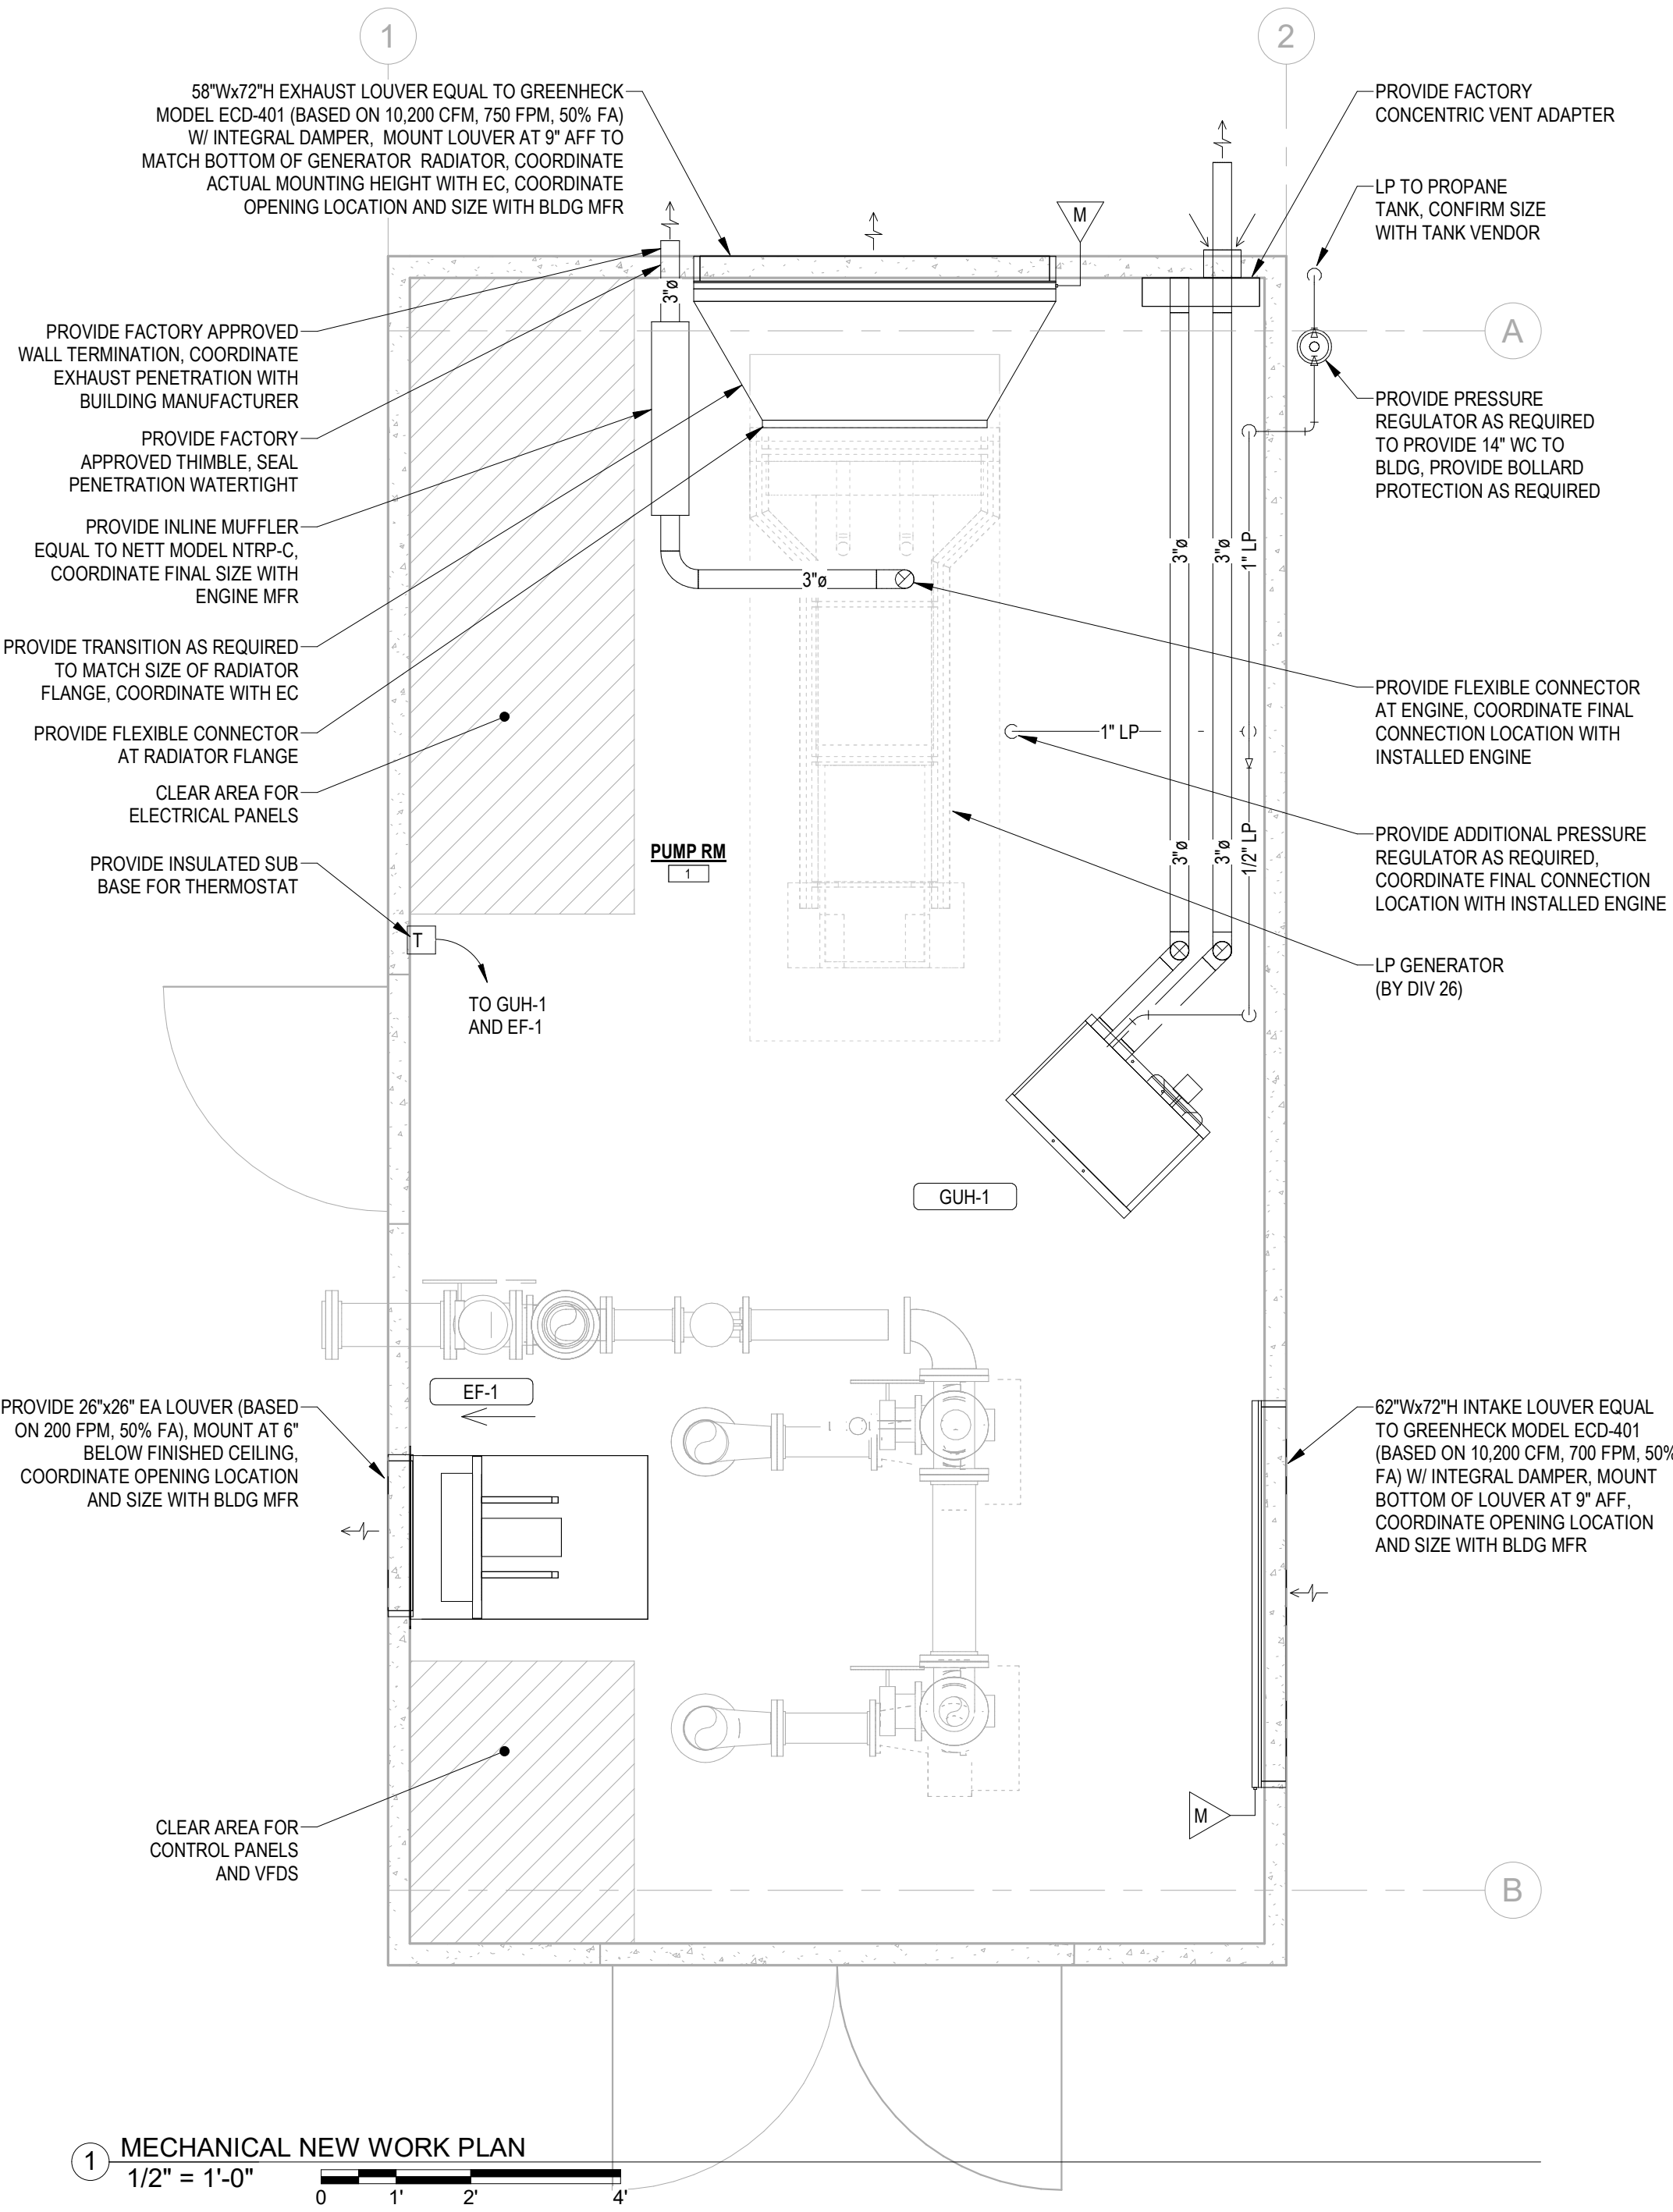 1
2
58"Wx72"H EXHAUST LOUVER EQUAL TO GREENHECK
MODEL ECD-401 (BASED ON 10,200 CFM, 750 FPM, 50% FA)
W/ INTEGRAL DAMPER, MOUNT LOUVER AT 9" AFF TO
MATCH BOTTOM OF GENERATOR RADIATOR, COORDINATE
ACTUAL MOUNTING HEIGHT WITH EC, COORDINATE
OPENING LOCATION AND SIZE WITH BLDG MFR
PROVIDE FACTORY
CONCENTRIC VENT ADAPTER
LP TO PROPANE
TANK, CONFIRM SIZE
WITH TANK VENDOR
M
3"ø
A
PROVIDE FACTORY APPROVED
WALL TERMINATION, COORDINATE
EXHAUST PENETRATION WITH
BUILDING MANUFACTURER
PROVIDE PRESSURE
REGULATOR AS REQUIRED
TO PROVIDE 14" WC TO
BLDG, PROVIDE BOLLARD
PROTECTION AS REQUIRED
PROVIDE FACTORY
APPROVED THIMBLE, SEAL
PENETRATION WATERTIGHT
PROVIDE INLINE MUFFLER
EQUAL TO NETT MODEL NTRP-C,
COORDINATE FINAL SIZE WITH
ENGINE MFR
3"ø
3"ø
3"ø
1" LP
PROVIDE TRANSITION AS REQUIRED
TO MATCH SIZE OF RADIATOR
FLANGE, COORDINATE WITH EC
PROVIDE FLEXIBLE CONNECTOR
AT ENGINE, COORDINATE FINAL
CONNECTION LOCATION WITH
INSTALLED ENGINE
PROVIDE FLEXIBLE CONNECTOR
AT RADIATOR FLANGE
1" LP
CLEAR AREA FOR
ELECTRICAL PANELS
PUMP RM
1
3"ø
3"ø
1/2" LP
PROVIDE ADDITIONAL PRESSURE
REGULATOR AS REQUIRED,
COORDINATE FINAL CONNECTION
LOCATION WITH INSTALLED ENGINE
PROVIDE INSULATED SUB
BASE FOR THERMOSTAT
T
TO GUH-1
AND EF-1
LP GENERATOR
(BY DIV 26)
GUH-1
EF-1
PROVIDE 26"x26" EA LOUVER (BASED
ON 200 FPM, 50% FA), MOUNT AT 6"
BELOW FINISHED CEILING,
COORDINATE OPENING LOCATION
AND SIZE WITH BLDG MFR
62"Wx72"H INTAKE LOUVER EQUAL
TO GREENHECK MODEL ECD-401
(BASED ON 10,200 CFM, 700 FPM, 50%
FA) W/ INTEGRAL DAMPER, MOUNT
BOTTOM OF LOUVER AT 9" AFF,
COORDINATE OPENING LOCATION
AND SIZE WITH BLDG MFR
M
CLEAR AREA FOR
CONTROL PANELS
AND VFDS
B
1
MECHANICAL NEW WORK PLAN
1/2" = 1'-0"
0 1' 2' 4'